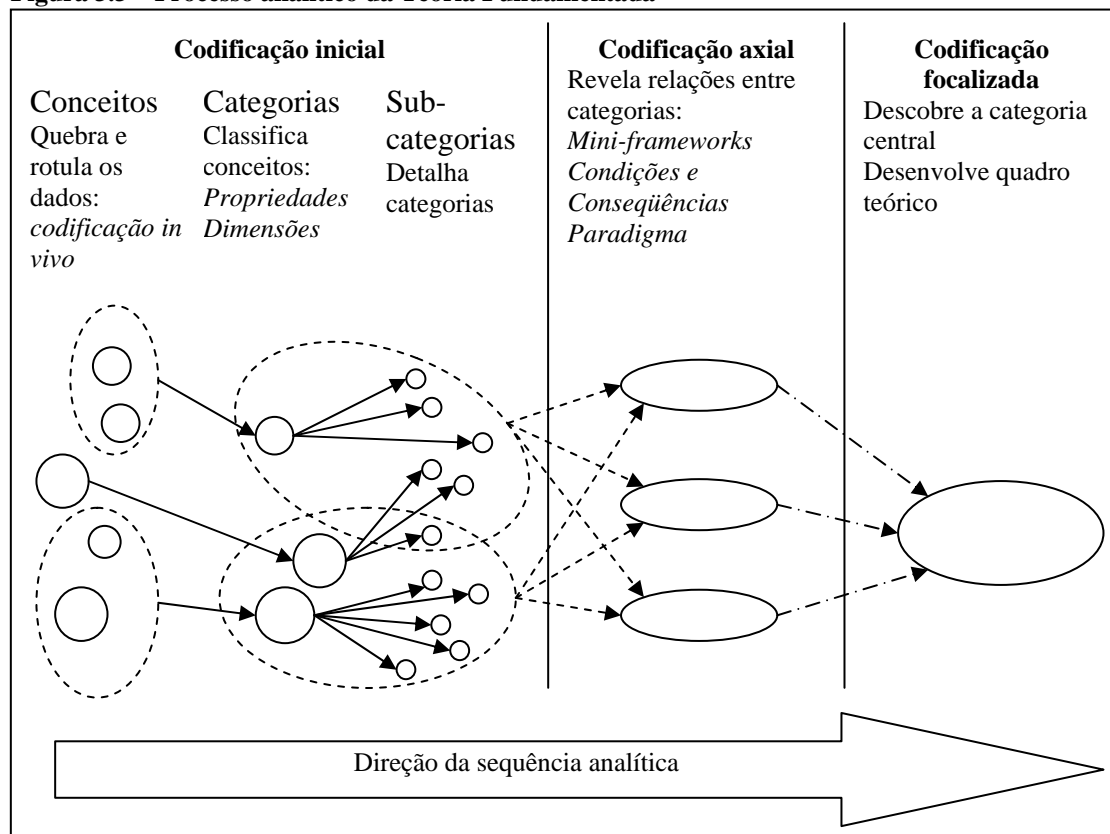 Figura 3.3 – Processo analítico da Teoria Fundamentada
Codificação inicial
Conceitos
Quebra e
rotula os
dados:
codificação in
vivo
Categorias
Classifica
conceitos:
Propriedades
Dimensões
Sub-
categorias
Detalha
categorias
Codificação axial
Revela relações entre
categorias:
Mini-frameworks
Condições e
Conseqüências
Paradigma
Codificação
focalizada
Descobre a categoria
central
Desenvolve quadro
teórico
Direção da sequência analítica